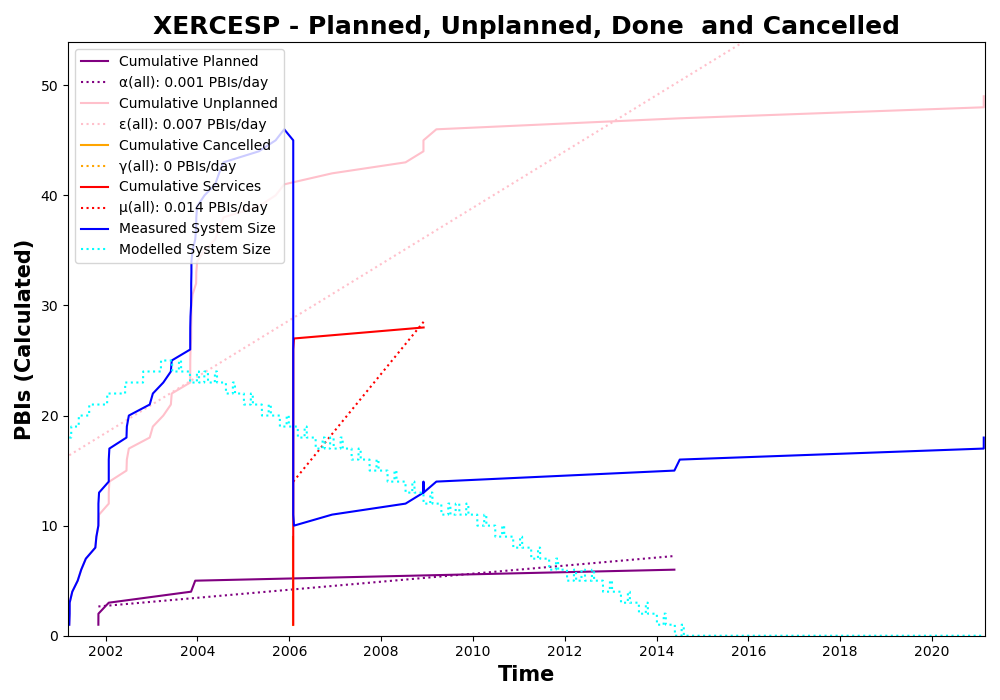 XERCESP - Planned, Unplanned, Done  and Cancelled
Cumulative Planned
α(all): 0.001 PBIs/day
Cumulative Unplanned
ε(all): 0.007 PBIs/day
Cumulative Cancelled
γ(all): 0 PBIs/day
Cumulative Services
μ(all): 0.014 PBIs/day
Measured System Size
Modelled System Size
PBIs (Calculated)
50
40
30
20
10
0
2002 2004 2006 2008 2010 2012 2014 2016 2018 2020
Time